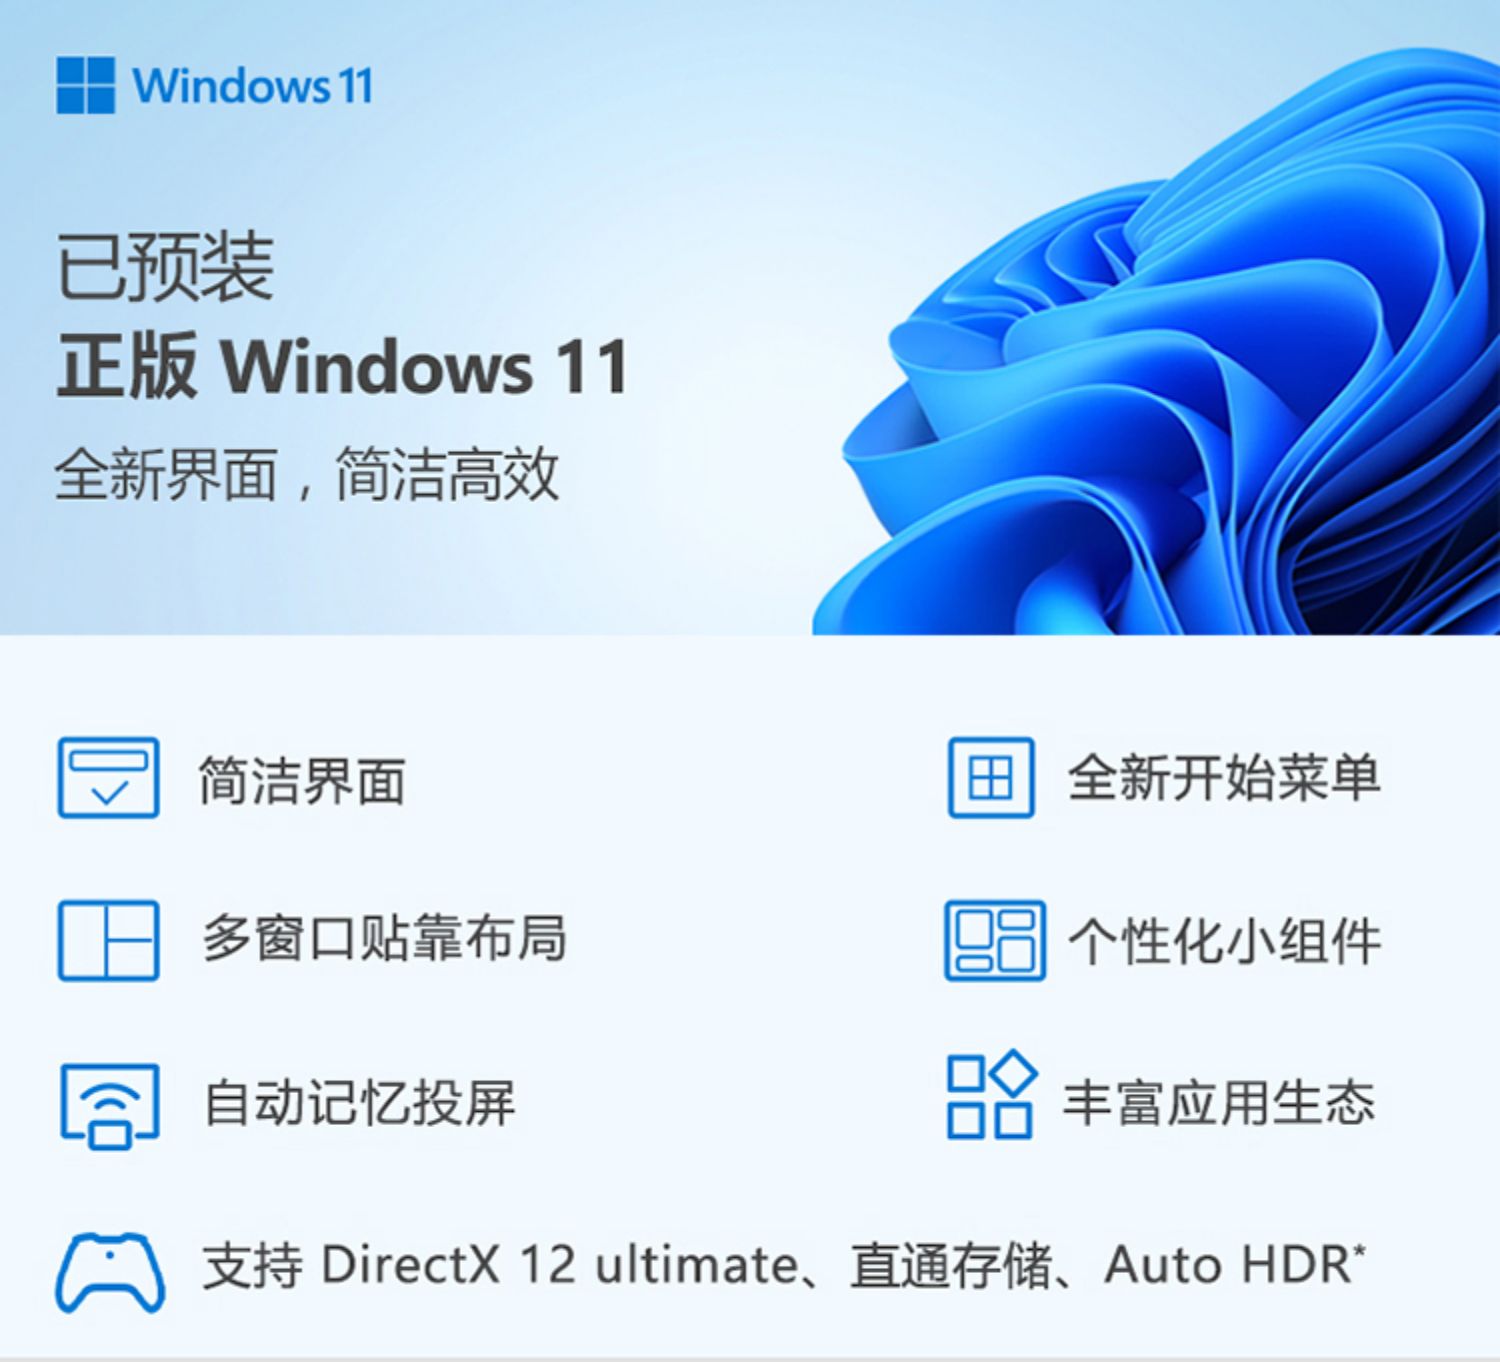 Windows 11
已预装
正版 Windows 11
全新界面，简洁高效
简洁界面
全新开始菜单
多窗口贴靠布局
个性化小组件
自动记忆投屏
丰富应用生态
支持 DirectX 12 ultimate、直通存储、Auto HDR*